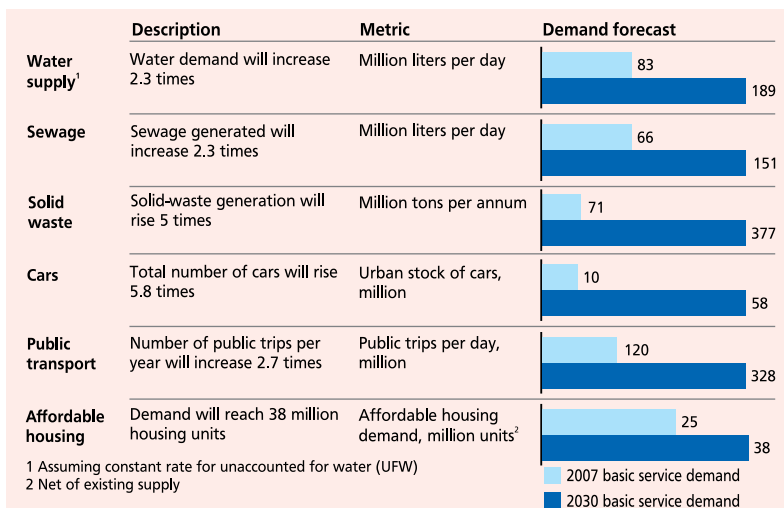 Description Metric Demand forecast
Water supply1
Water demand will increase
2.3 times
Million liters per day
83
189
Sewage
Sewage generated will
increase 2.3 times
Million liters per day
66
151
Solid
waste
Solid-waste generation will
rise 5 times
Million tons per annum
71
377
Cars
Total number of cars will rise
5.8 times
Urban stock of cars,
million
10
58
Public
transport
Number of public trips per
year will increase 2.7 times
Public trips per day,
million
120
328
Affordable
housing
Demand will reach 38 million
housing units
Affordable housing
demand, million units2
25
38
1 Assuming constant rate for unaccounted for water (UFW)
2 Net of existing supply
2007 basic service demand
2030 basic service demand